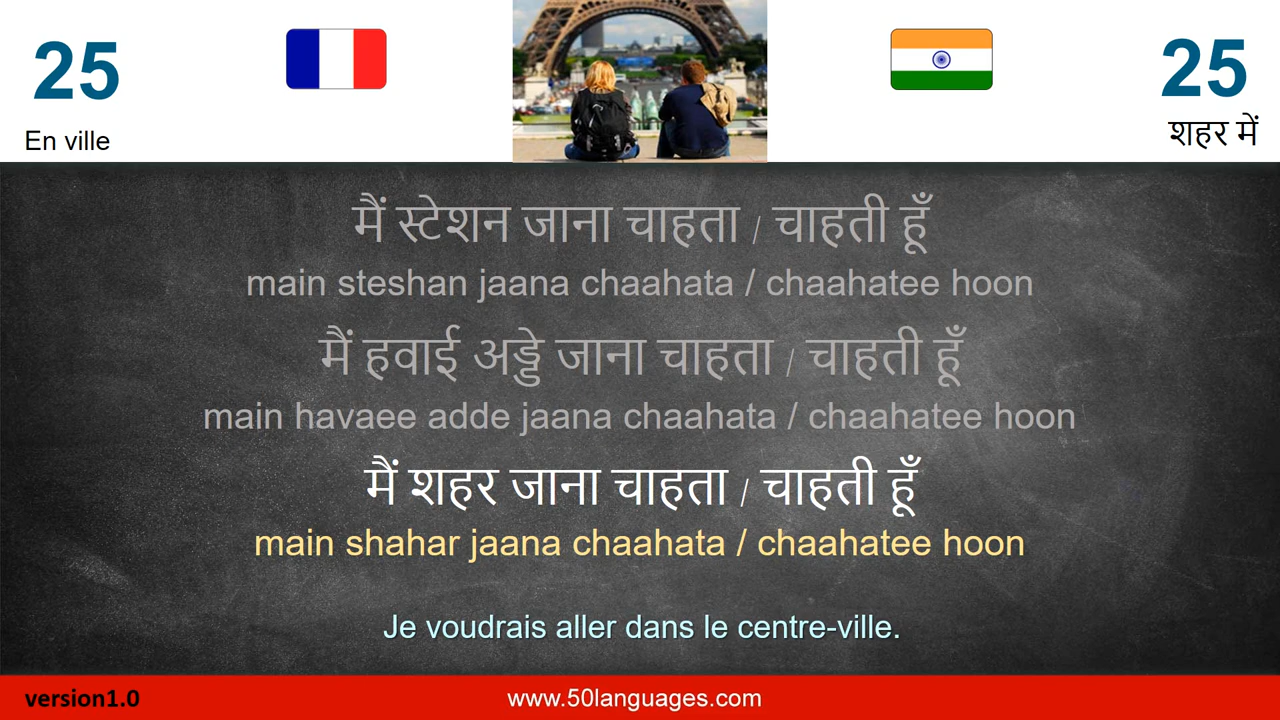 25
En ville
25
शहर में
मैं स्टेशन जाना चाहता / चाहती हूँ
main steshan jaana chaahata / chaahatee hoon
मैं हवाई अड्डे जाना चाहता / चाहती हूँ
main havaee adde jaana chaahata / chaahatee hoon
मैं शहर जाना चाहता / चाहती हूँ
main shahar jaana chaahata / chaahatee hoon
Je voudrais aller dans le centre-ville.
version1.0
www.50languages.com